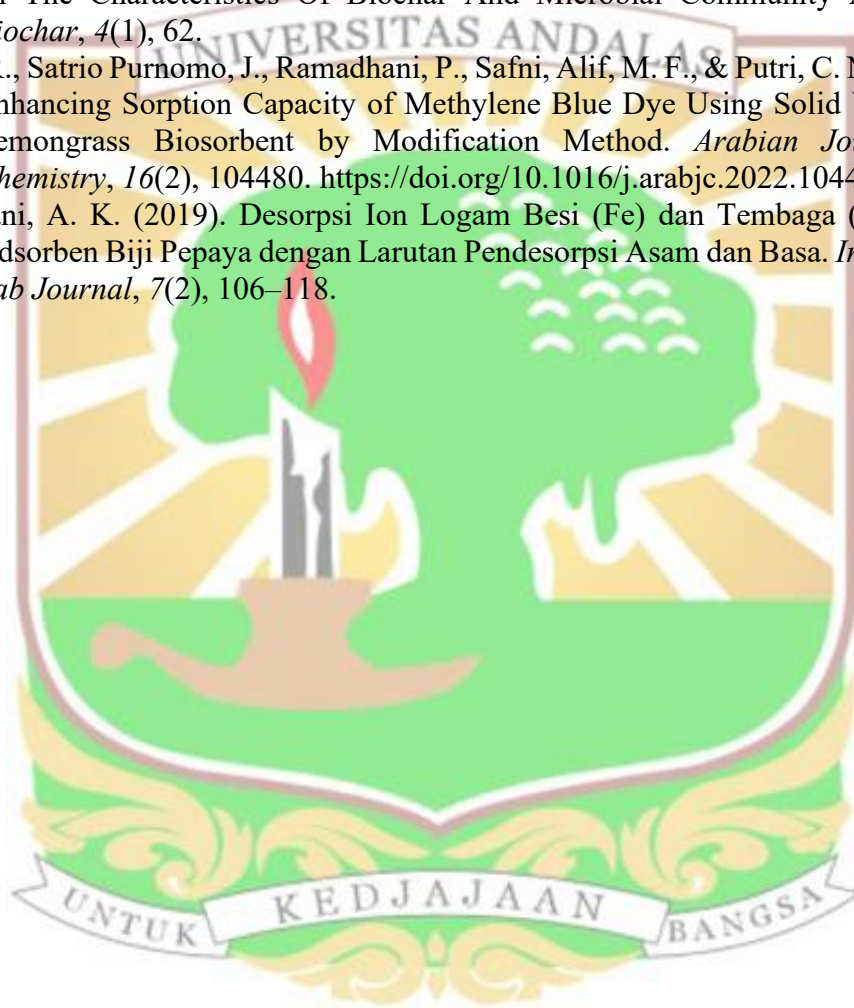 The Characteristics Of Biochar And Microbial Community
iochar, 4(1), 62.
UNIVERSITAS ANDALAS
., Satrio Purnomo, J., Ramadhani, P., Safni, Alif, M. F., & Putri, C.
nhancing Sorption Capacity of Methylene Blue Dye Using Solid
emongrass Biosorbent by Modification Method. Arabian Jo
hemistry, 16(2), 104480. https://doi.org/10.1016/j.arabjc.2022.104
ani, A. K. (2019). Desorpsi Ion Logam Besi (Fe) dan Tembaga (
dsorben Biji Pepaya dengan Larutan Pendesorpsi Asam dan Basa. In
ab Journal, 7(2), 106–118.
UNTUK KEDJAJAAN BANGSA